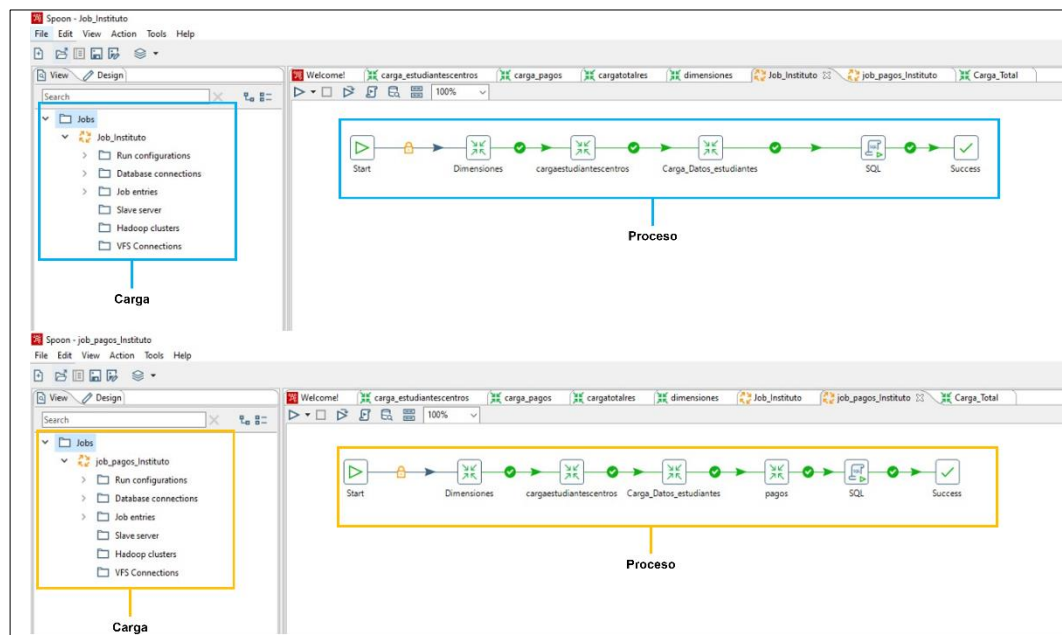 Spoon - Job_Instituto
File Edit View Action Tools Help
View Design
Welcome! carga_estudiantescentros carga_pagos cargatotalres dimensiones Job_Instituto job_pagos_Instituto Carga_Total
Search
100%
Jobs
Job_Instituto
Run configurations
Database connections
Job entries
Slave server
Hadoop clusters
VFS Connections
Start Dimensiones cargaestudiantescentros Carga_Datos_estudiantes SQL Success
Proceso
Carga
Spoon - job_pagos_Instituto
File Edit View Action Tools Help
View Design
Welcome! carga_estudiantescentros carga_pagos cargatotalres dimensiones Job_Instituto job_pagos_Instituto Carga_Total
Search
100%
Jobs
job_pagos_Instituto
Run configurations
Database connections
Job entries
Slave server
Hadoop clusters
VFS Connections
Start Dimensiones cargaestudiantescentros Carga_Datos_estudiantes pagos SQL Success
Proceso
Carga